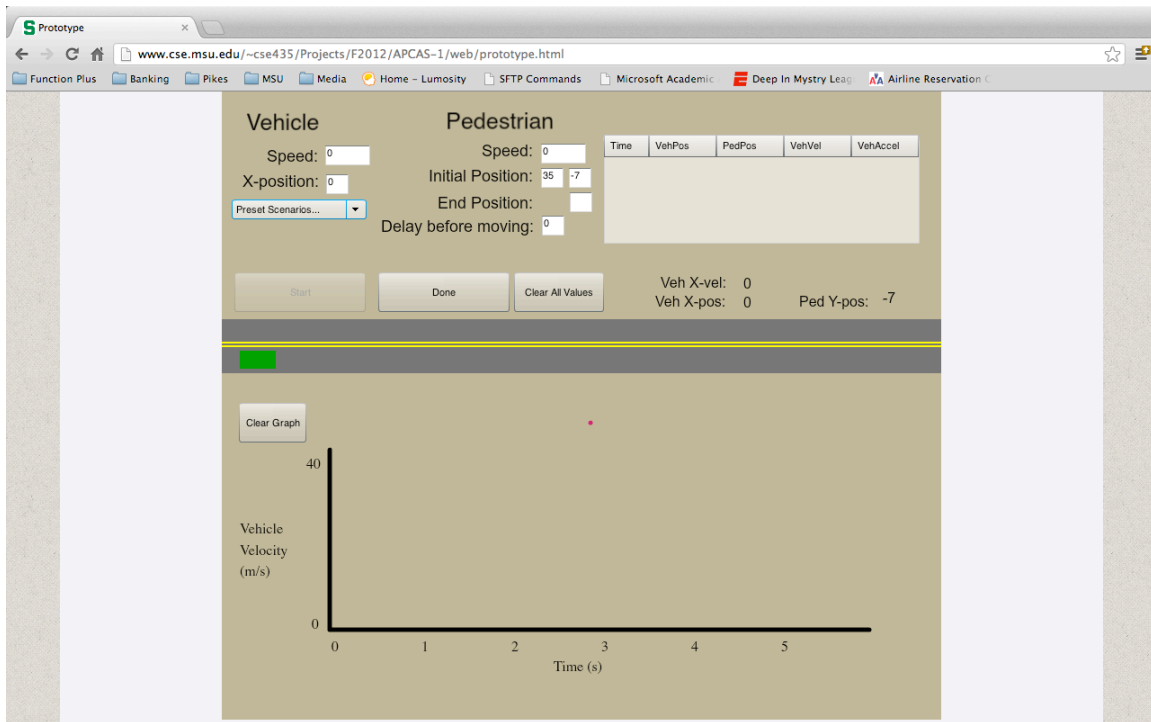 Prototype
www.cse.msu.edu/~cse435/Projects/F2012/APCAS-1/web/prototype.html
Function Plus Banking Pikes MSU Media Home – Lumosity SFTP Commands Microsoft Academic Deep In Mystry Leag Airline Reservation
Vehicle Pedestrian
Speed: 0 Speed: 0 Time VehPos PedPos VehVel VehAccel
X-position: 0 Initial Position: 35 -7
Preset Scenarios... End Position:
Delay before moving: 0
Start Done Clear All Values Veh X-vel: 0
Veh X-pos: 0 Ped Y-pos: -7
Clear Graph
40
Vehicle
Velocity
(m/s)
0
0 1 2 3 4 5
Time (s)